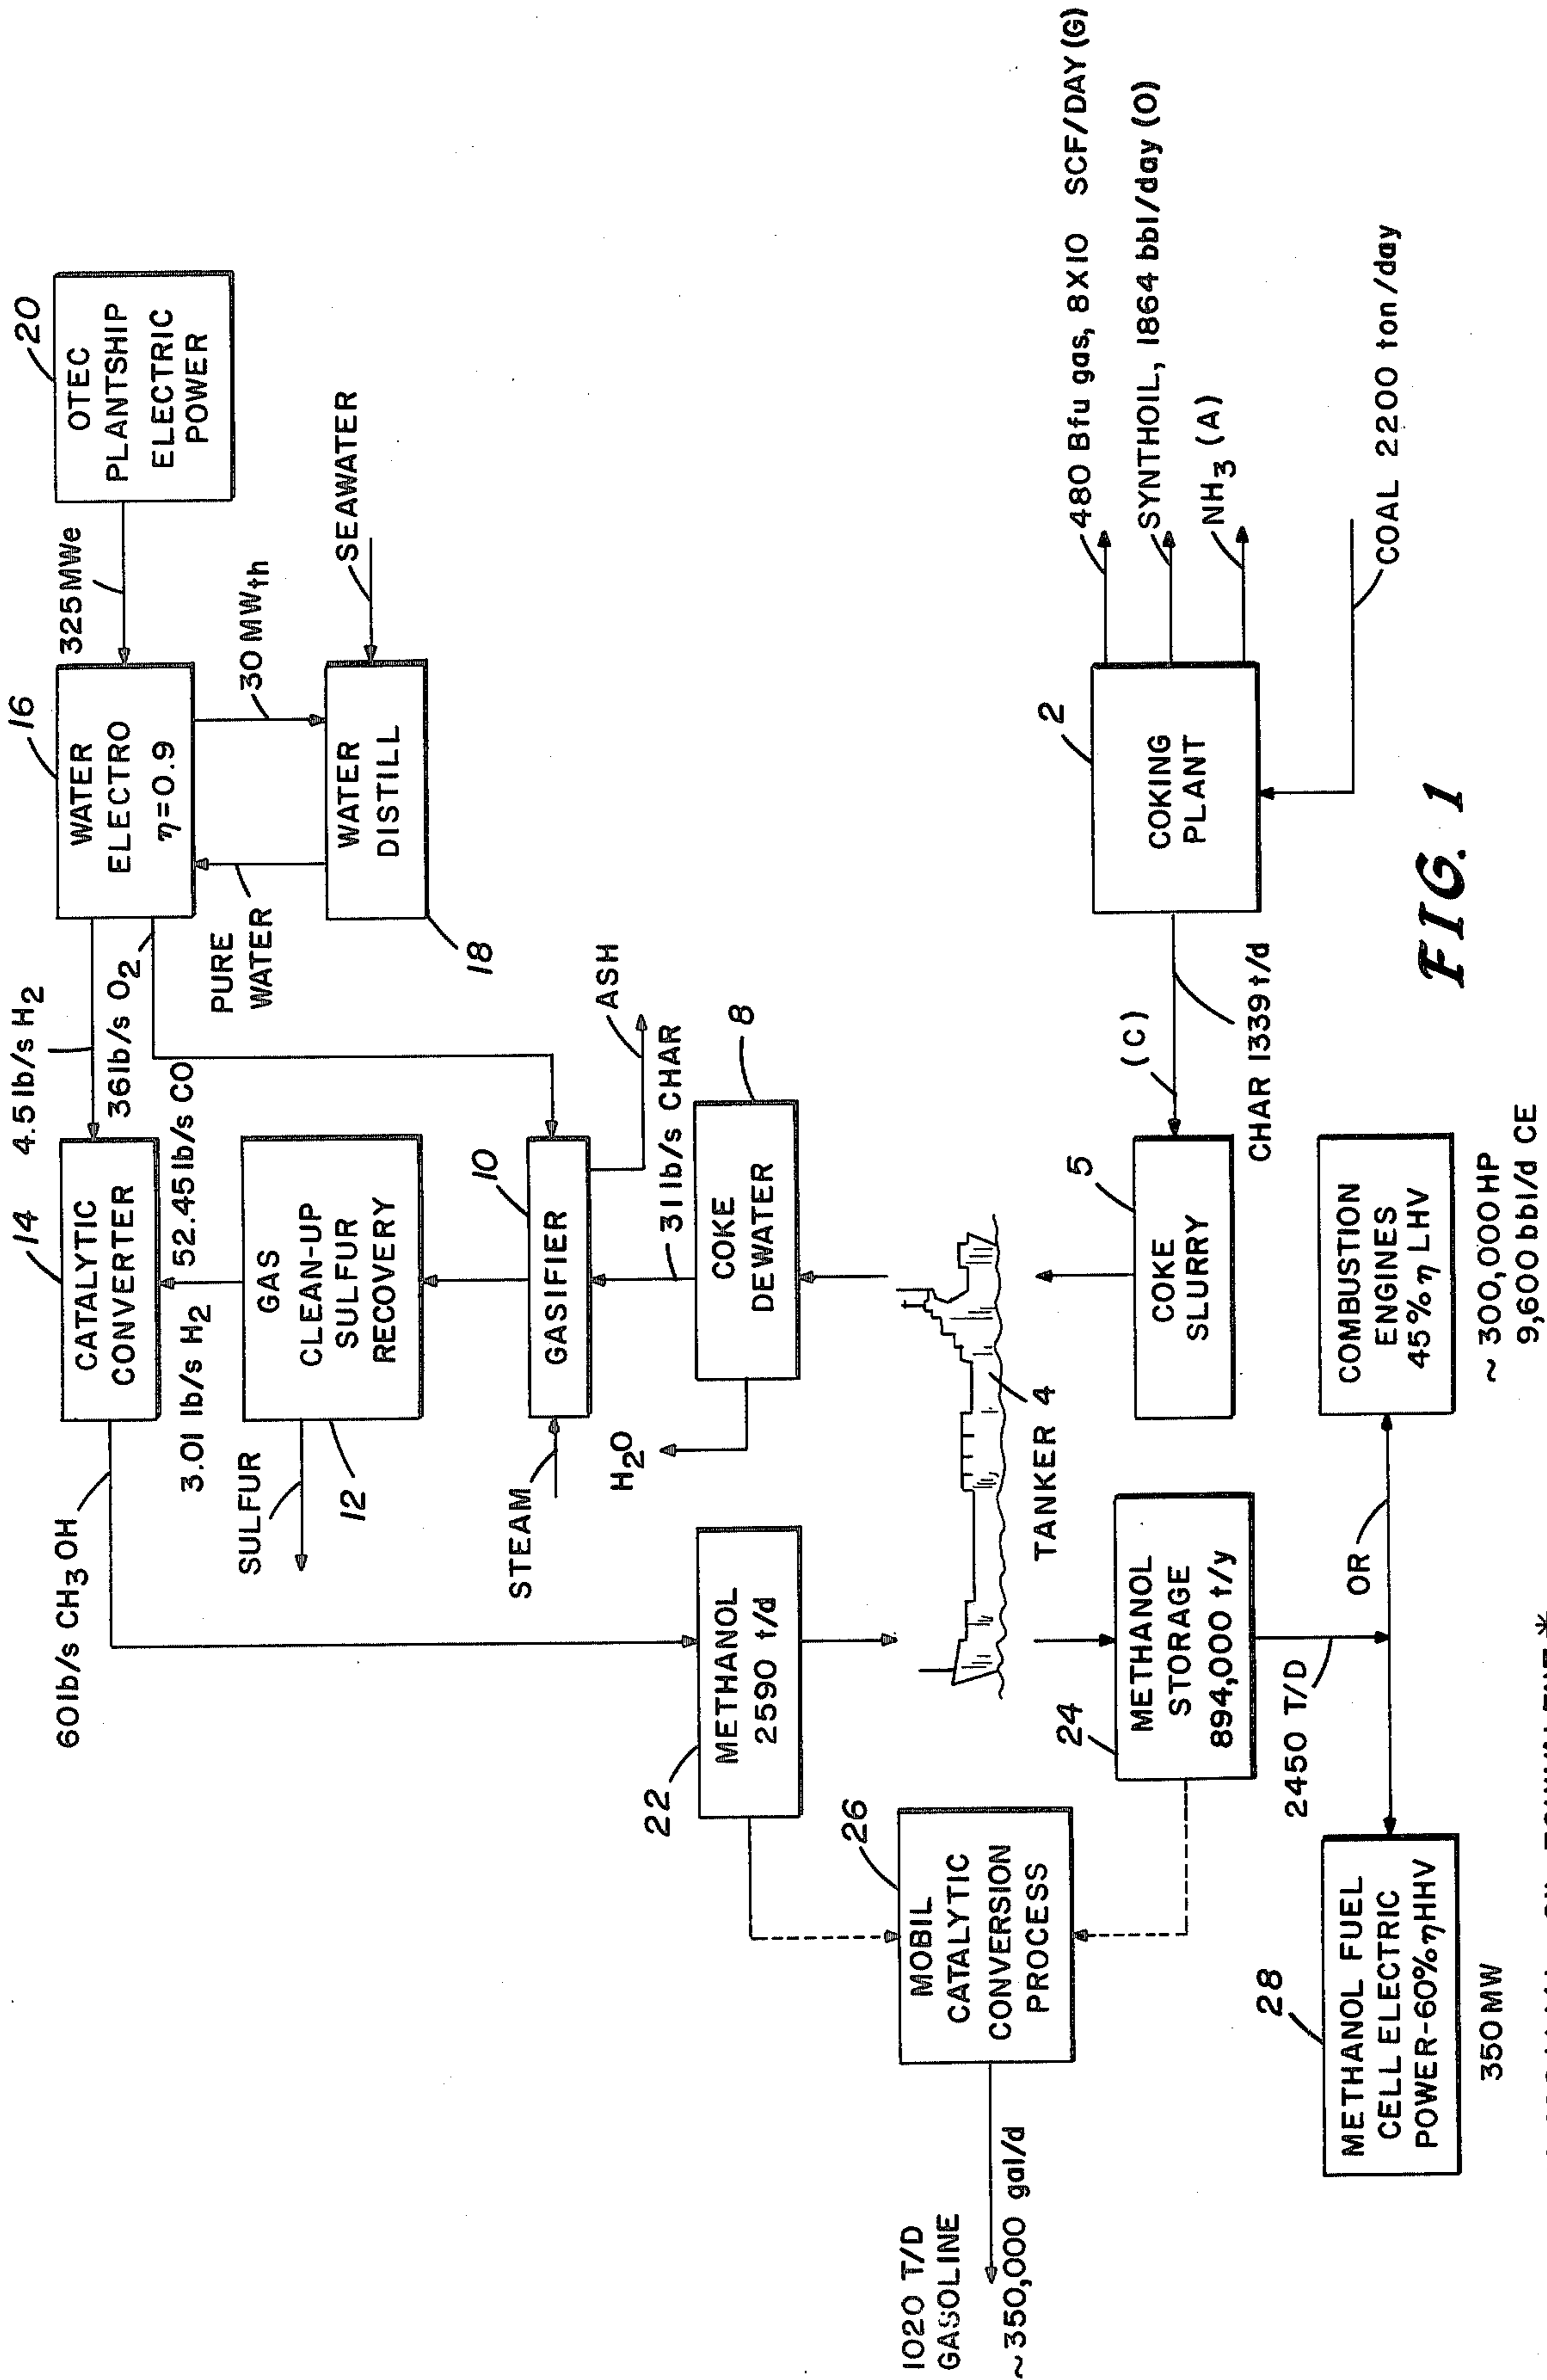 20
OTEC
PLANTSHIP
ELECTRIC
POWER
325 MWe
16
WATER
ELECTRO
η=0.9
30 MWth
SEAWATER
WATER
DISTILL
18
PURE
WATER
4.5 lb/s H2
36 lb/s O2
14
CATALYTIC
CONVERTER
3.01 lb/s H2
52.45 lb/s CO
GAS
CLEAN-UP
SULFUR
RECOVERY
12
SULFUR
10
GASIFIER
STEAM
ASH
31 lb/s CHAR
8
COKE
DEWATER
H2O
60 lb/s CH3OH
22
METHANOL
2590 t/d
TANKER 4
5
COKE
SLURRY
(C)
CHAR 1339 t/d
2
COKING
PLANT
480 Bfu gas, 8X10 SCF/DAY (G)
SYNTHOIL, 1864 bbl/day (O)
NH3 (A)
COAL 2200 ton/day
24
METHANOL
STORAGE
894,000 t/y
2450 T/D
OR
COMBUSTION
ENGINES
45% η LHV
~ 300,000 HP
9,600 bbl/d CE
26
MOBIL
CATALYTIC
CONVERSION
PROCESS
1020 T/D
GASOLINE
~350,000 gal/d
28
METHANOL FUEL
CELL ELECTRIC
POWER-60% η HHV
350 MW
FIG. 1